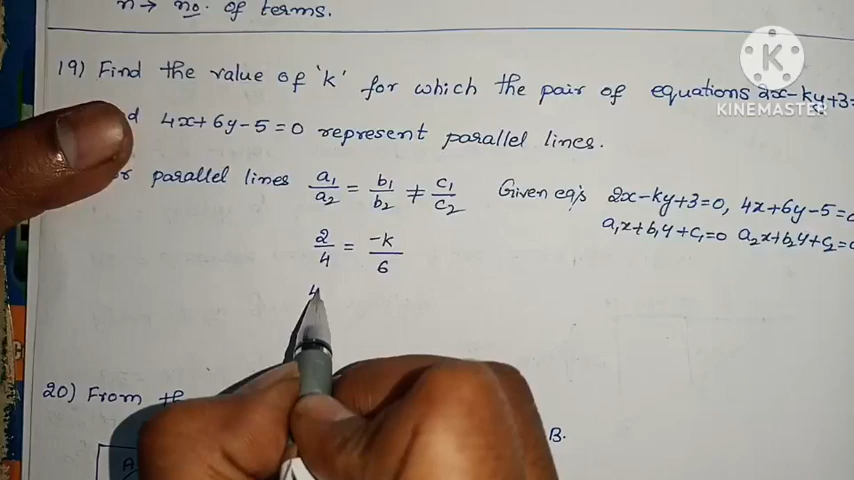 n → no. of terms.
19) Find the value of 'k' for which the pair of equations 2x-ky+3=
4x+6y-5=0 represent parallel lines.
parallel lines a₁/a₂ = b₁/b₂ ≠ c₁/c₂ Given eq's 2x-ky+3=0, 4x+6y-5=0
a₁x+b₁y+c₁=0 a₂x+b₂y+c₂=0
2/4 = -k/6
4
20) From th
B.
A
K
KINEMASTER